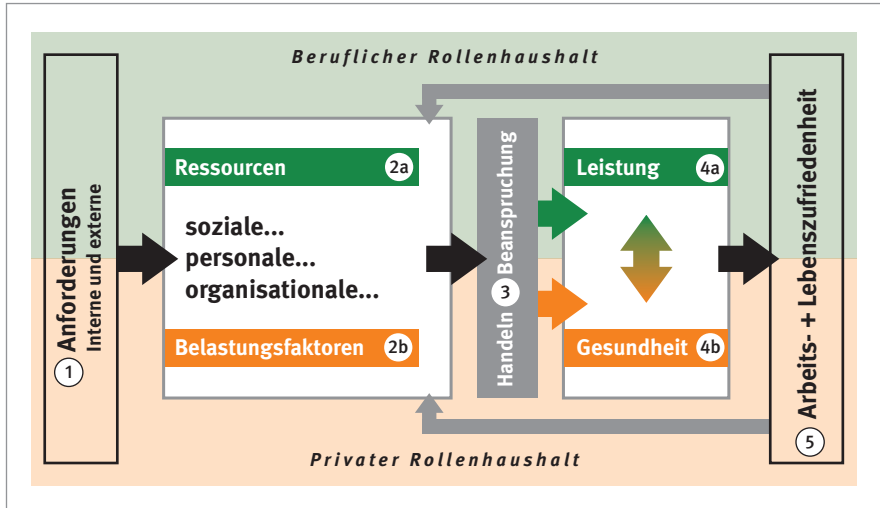 Beruflicher Rollenhaushalt
1 Anforderungen
Interne und externe
Ressourcen 2a
soziale...
personale...
organisationale...
Belastungsfaktoren 2b
Handeln 3 Beanspruchung
Leistung 4a
Gesundheit 4b
5 Arbeits- + Lebenszufriedenheit
Privater Rollenhaushalt